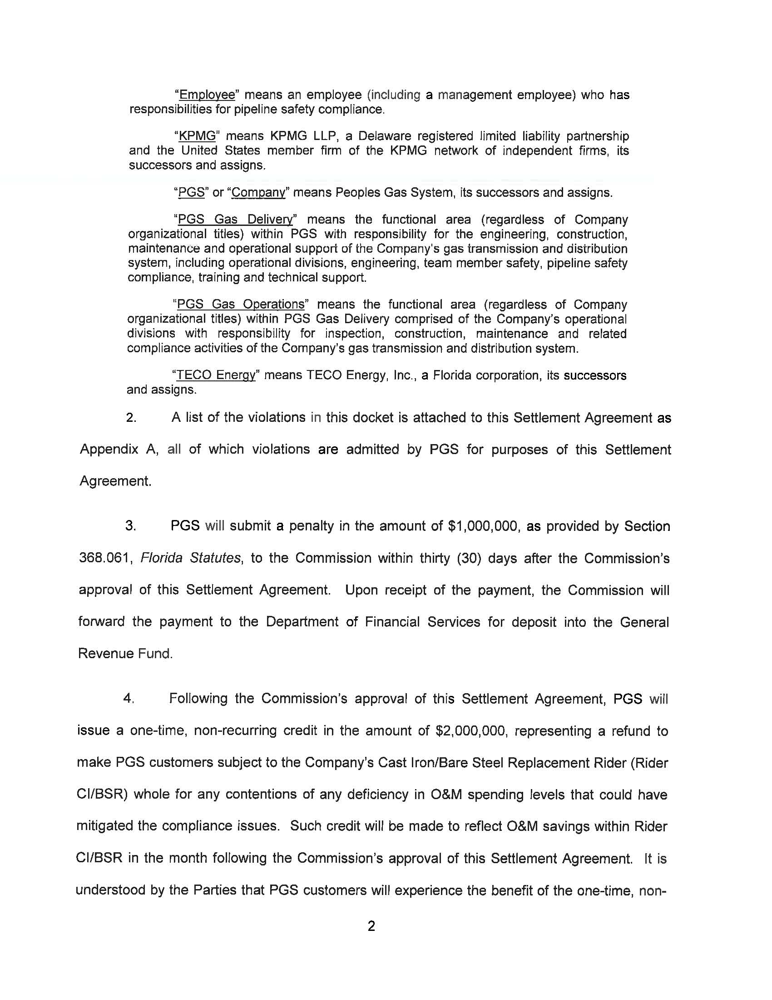 “Employee” means an employee (including a management employee) who has
responsibilities for pipeline safety compliance.
“KPMG” means KPMG LLP, a Delaware registered limited liability partnership
and the United States member firm of the KPMG network of independent firms, its
successors and assigns.
“PGS” or “Company” means Peoples Gas System, its successors and assigns.
“PGS Gas Delivery” means the functional area (regardless of Company
organizational titles) within PGS with responsibility for the engineering, construction,
maintenance and operational support of the Company's gas transmission and distribution
system, including operational divisions, engineering, team member safety, pipeline safety
compliance, training and technical support.
“PGS Gas Operations” means the functional area (regardless of Company
organizational titles) within PGS Gas Delivery comprised of the Company’s operational
divisions with responsibility for inspection, construction, maintenance and related
compliance activities of the Company’s gas transmission and distribution system.
“TECO Energy” means TECO Energy, Inc., a Florida corporation, its successors
and assigns.
2. A list of the violations in this docket is attached to this Settlement Agreement as
Appendix A, all of which violations are admitted by PGS for purposes of this Settlement
Agreement.
3. PGS will submit a penalty in the amount of $1,000,000, as provided by Section
368.061, Florida Statutes, to the Commission within thirty (30) days after the Commission’s
approval of this Settlement Agreement. Upon receipt of the payment, the Commission will
forward the payment to the Department of Financial Services for deposit into the General
Revenue Fund.
4. Following the Commission’s approval of this Settlement Agreement, PGS will
issue a one-time, non-recurring credit in the amount of $2,000,000, representing a refund to
make PGS customers subject to the Company’s Cast Iron/Bare Steel Replacement Rider (Rider
CI/BSR) whole for any contentions of any deficiency in O&M spending levels that could have
mitigated the compliance issues. Such credit will be made to reflect O&M savings within Rider
CI/BSR in the month following the Commission’s approval of this Settlement Agreement. It is
understood by the Parties that PGS customers will experience the benefit of the one-time, non-
2